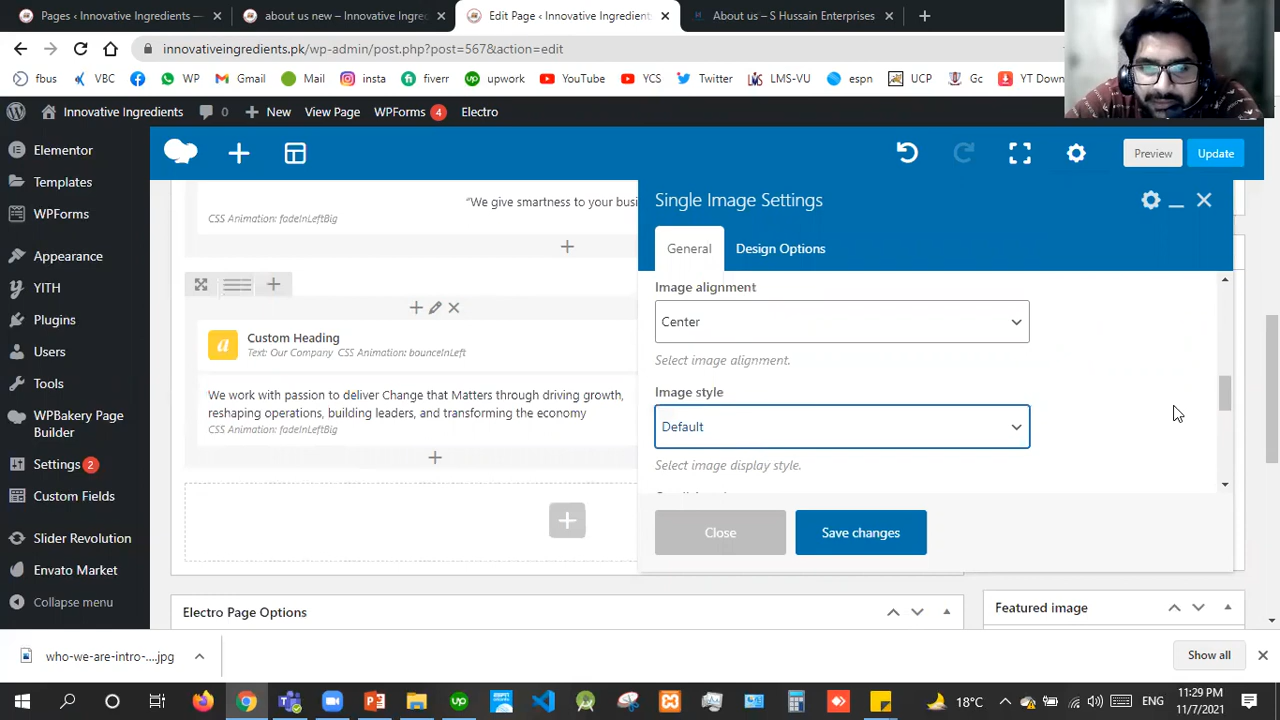 Pages ‹ Innovative Ingredients —
about us new – Innovative Ingre
Edit Page ‹ Innovative Ingredient
About us – S Hussain Enterprises
innovativeingredients.pk/wp-admin/post.php?post=567&action=edit
fbus VBC WP Gmail Mail insta fiverr upwork YouTube YCS Twitter LMS-VU espn UCP Gc YT Down
Innovative Ingredients 0 New View Page WPForms 4 Electro
Elementor
Templates
WPForms
Appearance
YITH
Plugins
Users
Tools
WPBakery Page
Builder
Settings 2
Custom Fields
Slider Revolution
Envato Market
Collapse menu
Preview Update
“We give smartness to your busi
CSS Animation: fadeInLeftBig
Custom Heading
Text: Our Company CSS Animation: bounceInLeft
We work with passion to deliver Change that Matters through driving growth,
reshaping operations, building leaders, and transforming the economy
CSS Animation: fadeInLeftBig
Electro Page Options
Single Image Settings
General Design Options
Image alignment
Center
Select image alignment.
Image style
Default
Select image display style.
Close Save changes
Featured image
who-we-are-intro-....jpg
Show all
18°C ENG
11:29 PM
11/7/2021